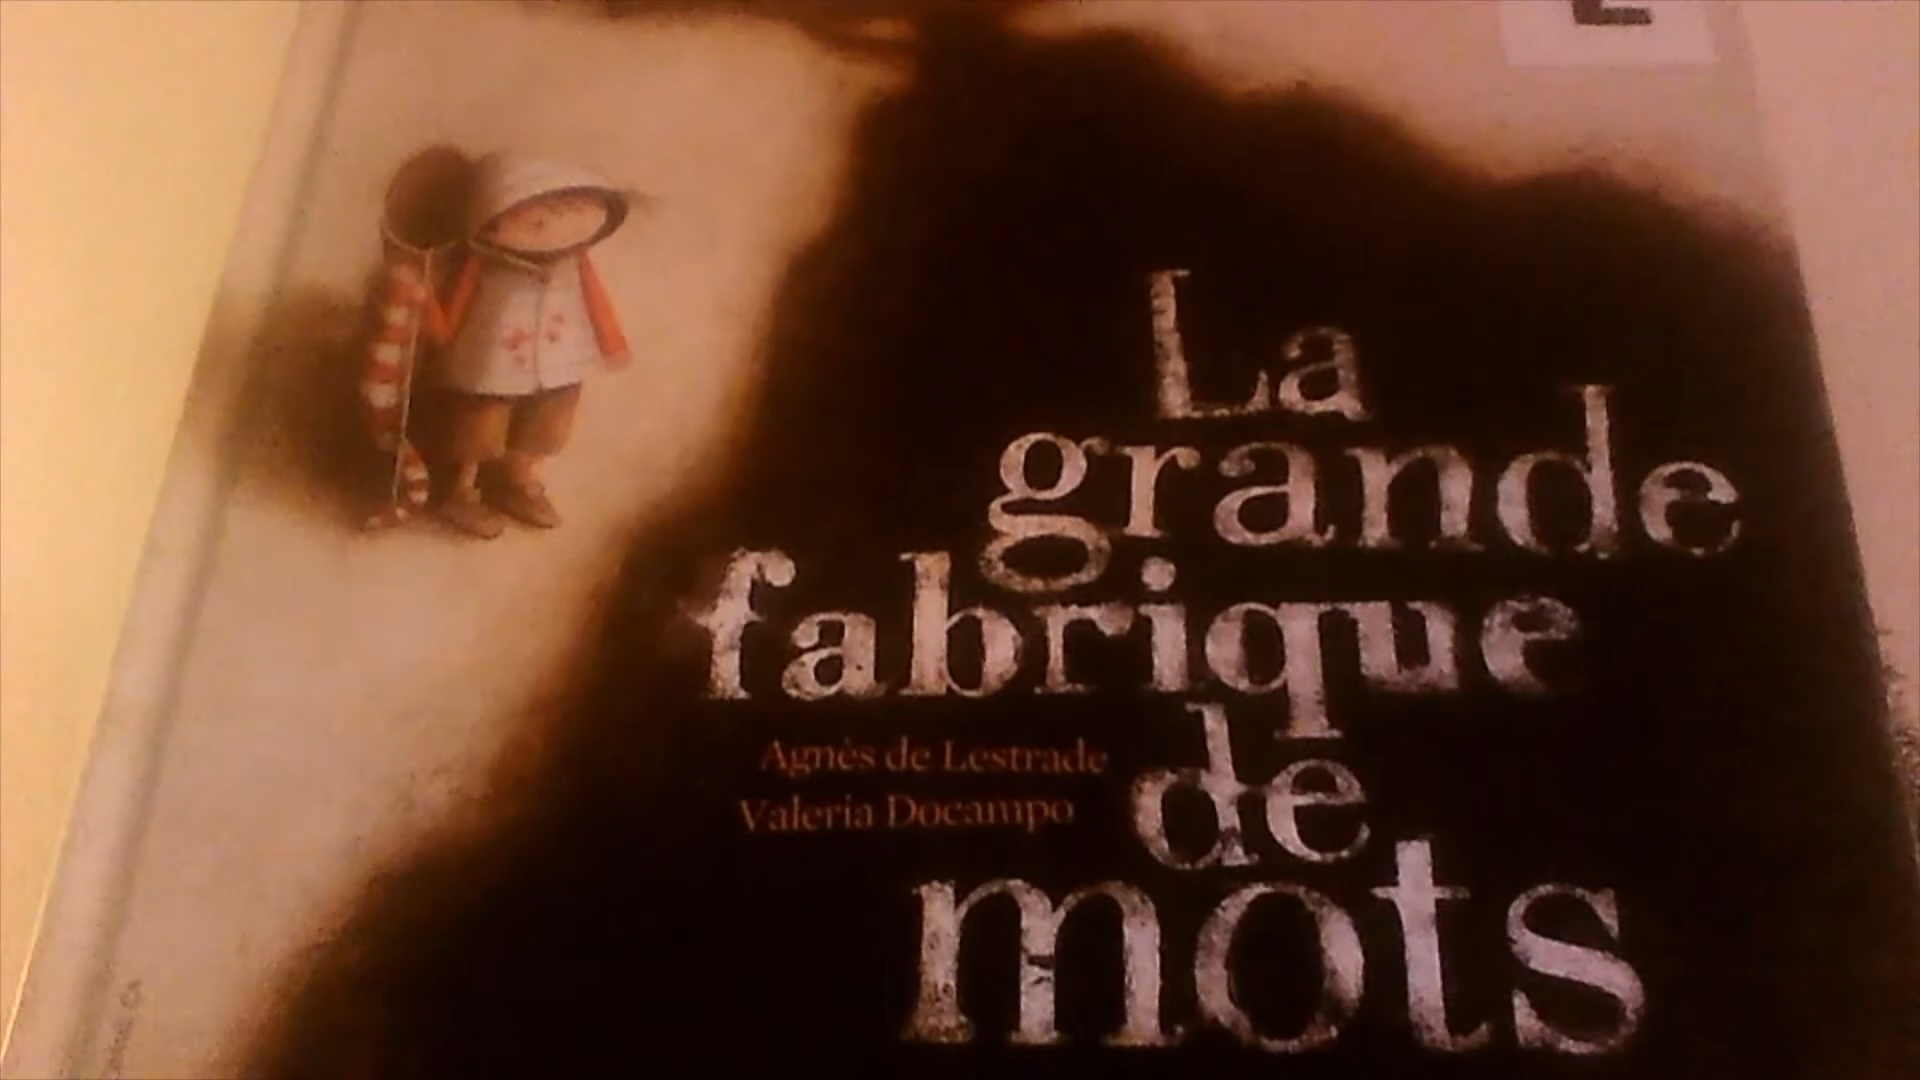 La
grande
fabrique
de
mots
Agnès de Lestrade
Valeria Docampo